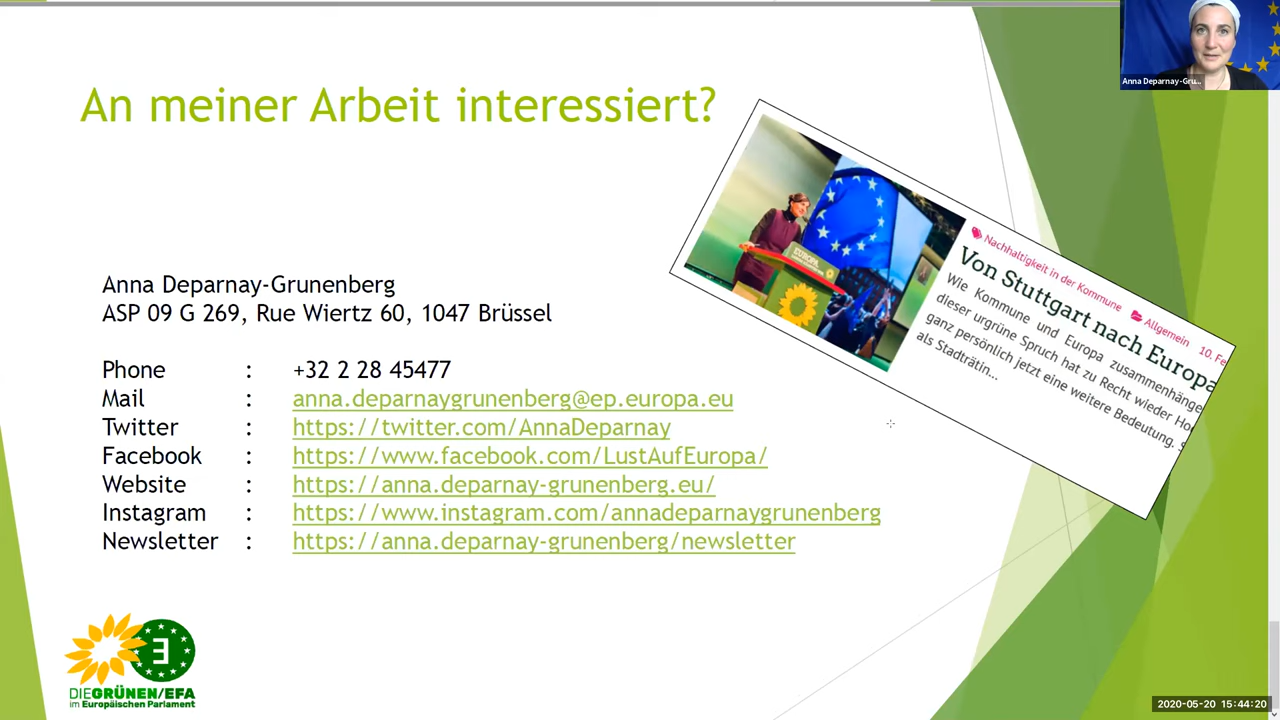 An meiner Arbeit interessiert?
Anna Deparnay-Gru...
Nachhaltigkeit in der Kommune Allgemein 10. Fe
Von Stuttgart nach Europa
Wie Kommune und Europa zusammenhänge
dieser urgrüne Spruch hat zu Recht wieder Ho
ganz persönlich jetzt eine weitere Bedeutung. S
als Stadträtin...
EUROPA
Anna Deparnay-Grunenberg
ASP 09 G 269, Rue Wiertz 60, 1047 Brüssel
Phone : +32 2 28 45477
Mail : anna.deparnaygrunenberg@ep.europa.eu
Twitter : https://twitter.com/AnnaDeparnay
Facebook : https://www.facebook.com/LustAufEuropa/
Website : https://anna.deparnay-grunenberg.eu/
Instagram : https://www.instagram.com/annadeparnaygrunenberg
Newsletter : https://anna.deparnay-grunenberg/newsletter
DIE GRÜNEN/EFA
im Europäischen Parlament
2020-05-20 15:44:20